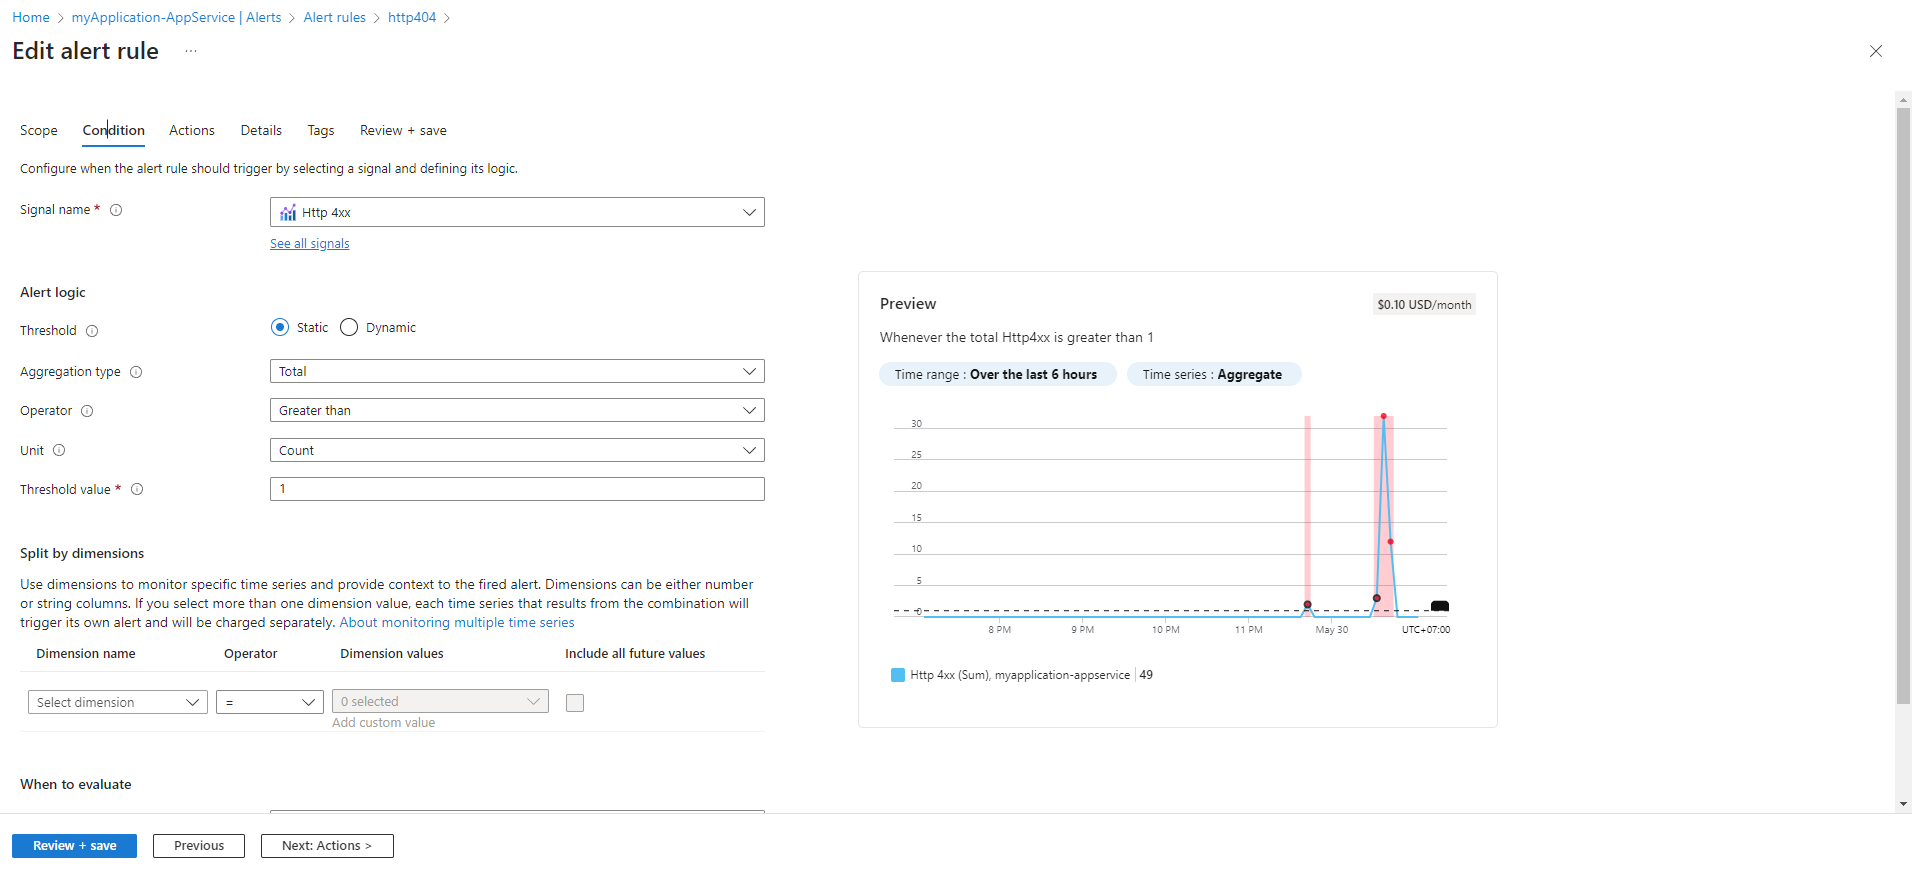 Home > myApplication-AppService | Alerts > Alert rules > http404 >
Edit alert rule ...
Scope Condition Actions Details Tags Review + save
Configure when the alert rule should trigger by selecting a signal and defining its logic.
Signal name * Http 4xx
See all signals
Alert logic
Threshold Static Dynamic
Aggregation type Total
Operator Greater than
Unit Count
Threshold value * 1
Split by dimensions
Use dimensions to monitor specific time series and provide context to the fired alert. Dimensions can be either number
or string columns. If you select more than one dimension value, each time series that results from the combination will
trigger its own alert and will be charged separately. About monitoring multiple time series
Dimension name Operator Dimension values Include all future values
Select dimension = 0 selected
Add custom value
When to evaluate
Preview $0.10 USD/month
Whenever the total Http4xx is greater than 1
Time range : Over the last 6 hours Time series : Aggregate
30
25
20
15
10
5
0
8 PM 9 PM 10 PM 11 PM May 30 UTC+07:00
Http 4xx (Sum), myapplication-appservice | 49
Review + save Previous Next: Actions >